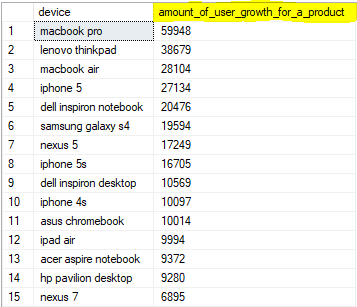 device amount_of_user_growth_for_a_product
1 macbook pro 59948
2 lenovo thinkpad 38679
3 macbook air 28104
4 iphone 5 27134
5 dell inspiron notebook 20476
6 samsung galaxy s4 19594
7 nexus 5 17249
8 iphone 5s 16705
9 dell inspiron desktop 10569
10 iphone 4s 10097
11 asus chromebook 10014
12 ipad air 9994
13 acer aspire notebook 9372
14 hp pavilion desktop 9280
15 nexus 7 6895